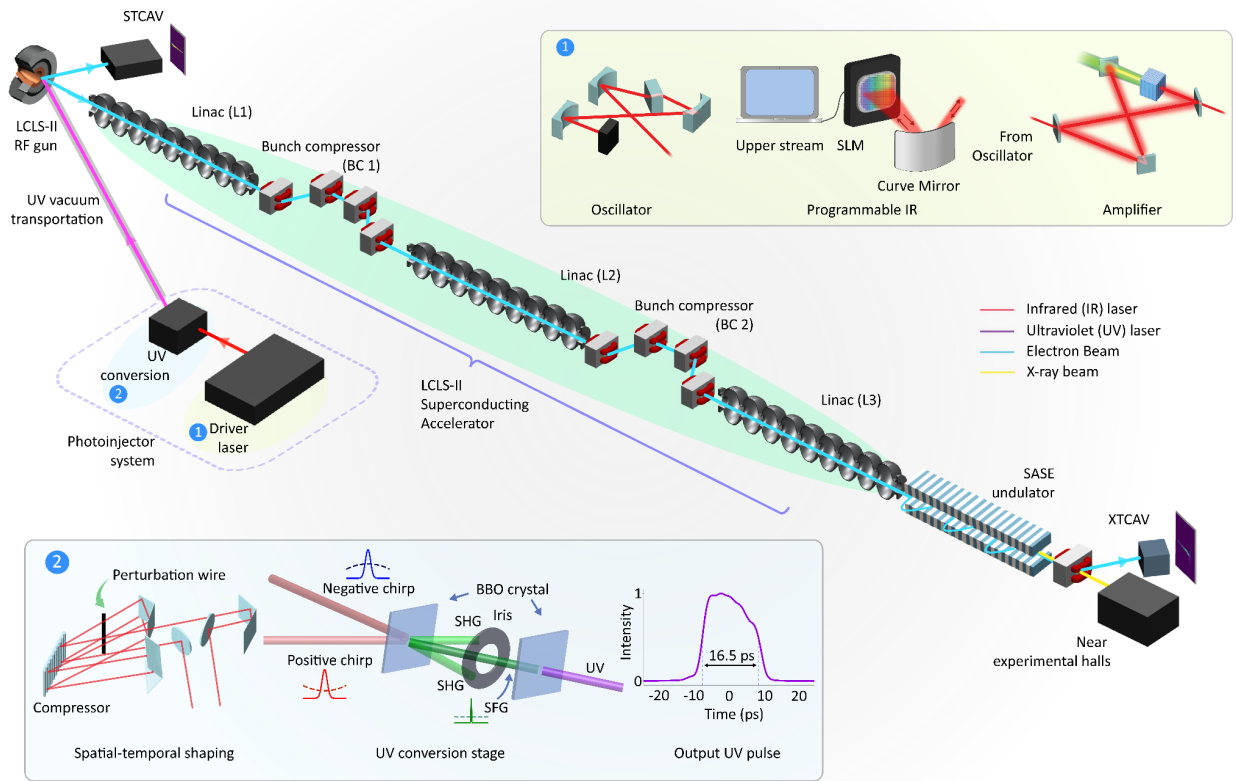 STCAV
LCLS-II
RF gun
Linac (L1)
Bunch compressor
(BC 1)
UV vacuum
transportation
1
Upper stream
SLM
From
Oscillator
Curve Mirror
Oscillator
Programmable IR
Amplifier
Linac (L2)
Bunch compressor
(BC 2)
Infrared (IR) laser
Ultraviolet (UV) laser
Electron Beam
X-ray beam
UV
conversion
2
1
Driver
laser
Photoinjector
system
LCLS-II
Superconducting
Accelerator
Linac (L3)
SASE
undulator
XTCAV
Near
experimental halls
2
Perturbation wire
Compressor
Spatial-temporal shaping
Negative chirp
BBO crystal
SHG
Iris
Positive chirp
SHG
SFG
UV
UV conversion stage
Intensity
1
0
16.5 ps
-20
-10
0
10
20
Time (ps)
Output UV pulse